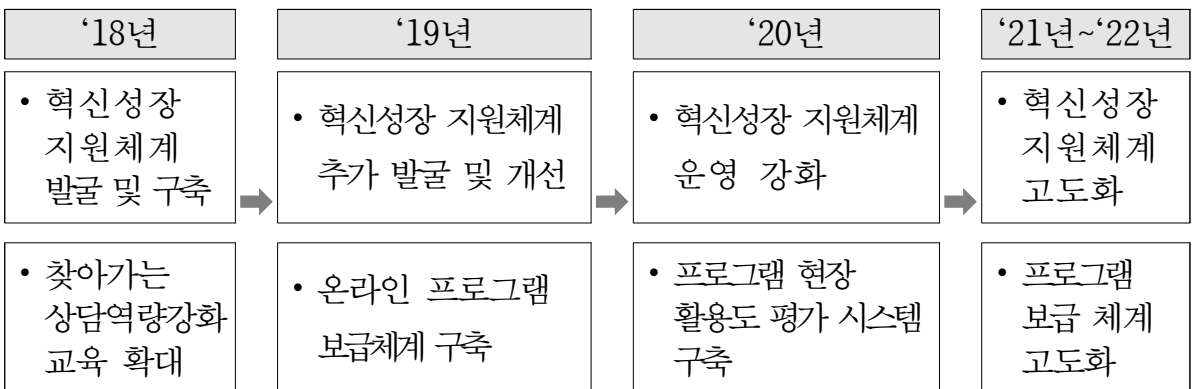 ‘18년
‘19년
‘20년
‘21년~‘22년
• 혁신성장
지원체계
발굴 및 구축
• 혁신성장 지원체계
추가 발굴 및 개선
• 혁신성장 지원체계
운영 강화
• 혁신성장
지원체계
고도화
• 찾아가는
상담역량강화
교육 확대
• 온라인 프로그램
보급체계 구축
• 프로그램 현장
활용도 평가 시스템
구축
• 프로그램
보급 체계
고도화